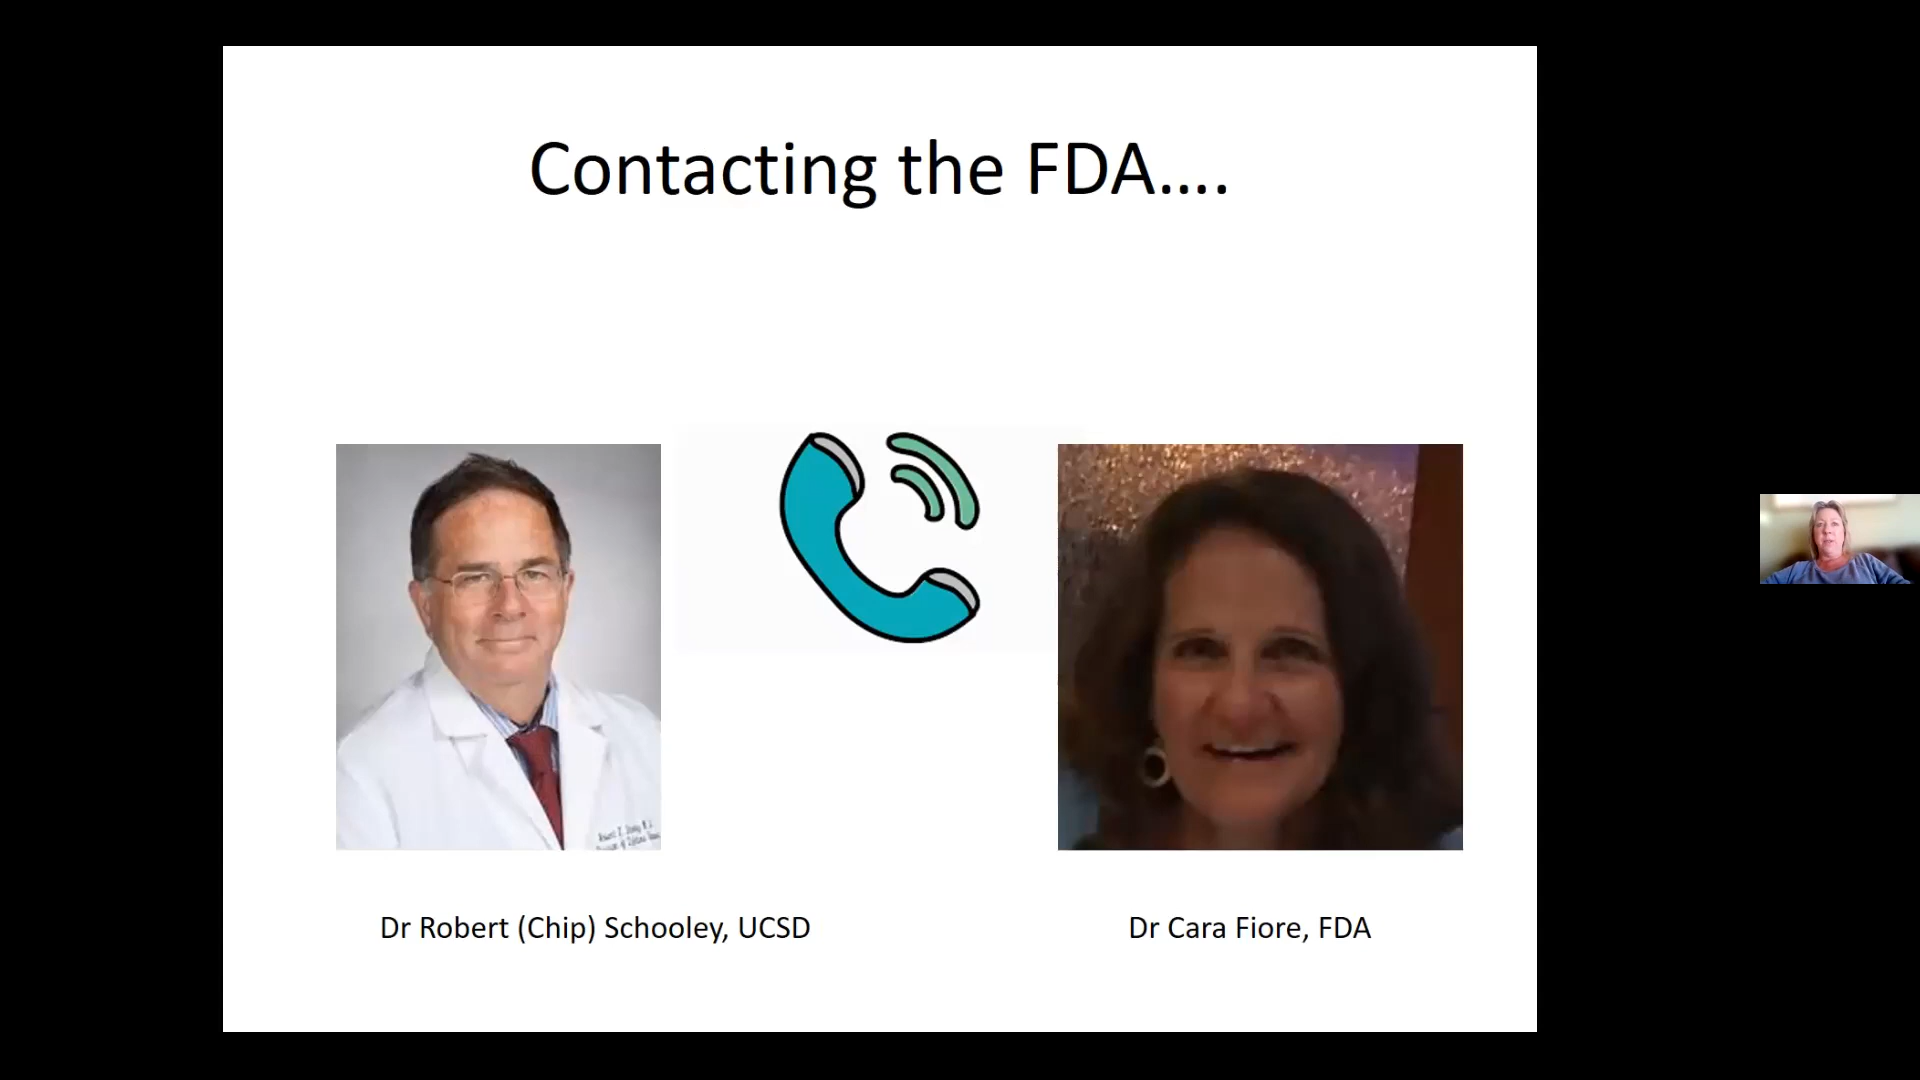 Contacting the FDA....
Dr Robert (Chip) Schooley, UCSD
Dr Cara Fiore, FDA